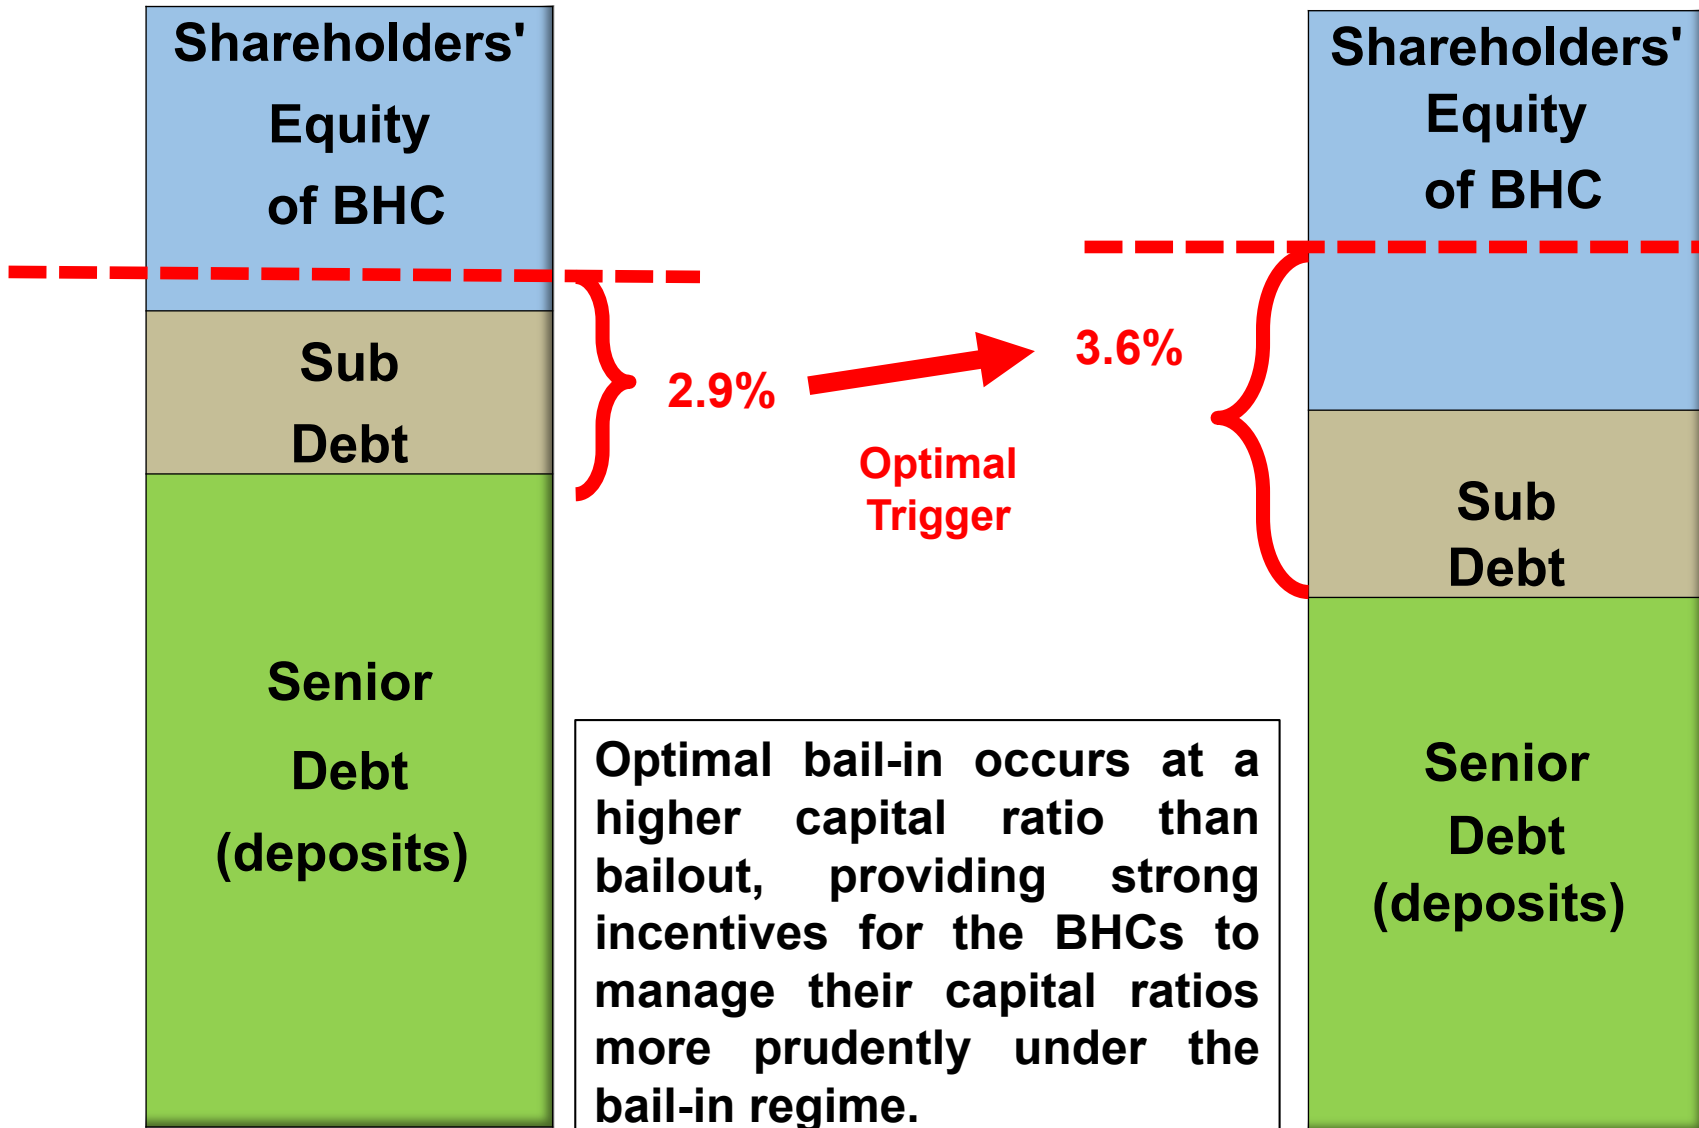 Shareholders'
Equity
of BHC
Sub
Debt
Senior
Debt
(deposits)
2.9%
3.6%
Optimal
Trigger
Optimal bail-in occurs at a
higher capital ratio than
bailout, providing strong
incentives for the BHCs to
manage their capital ratios
more prudently under the
bail-in regime.
Shareholders'
Equity
of BHC
Sub
Debt
Senior
Debt
(deposits)